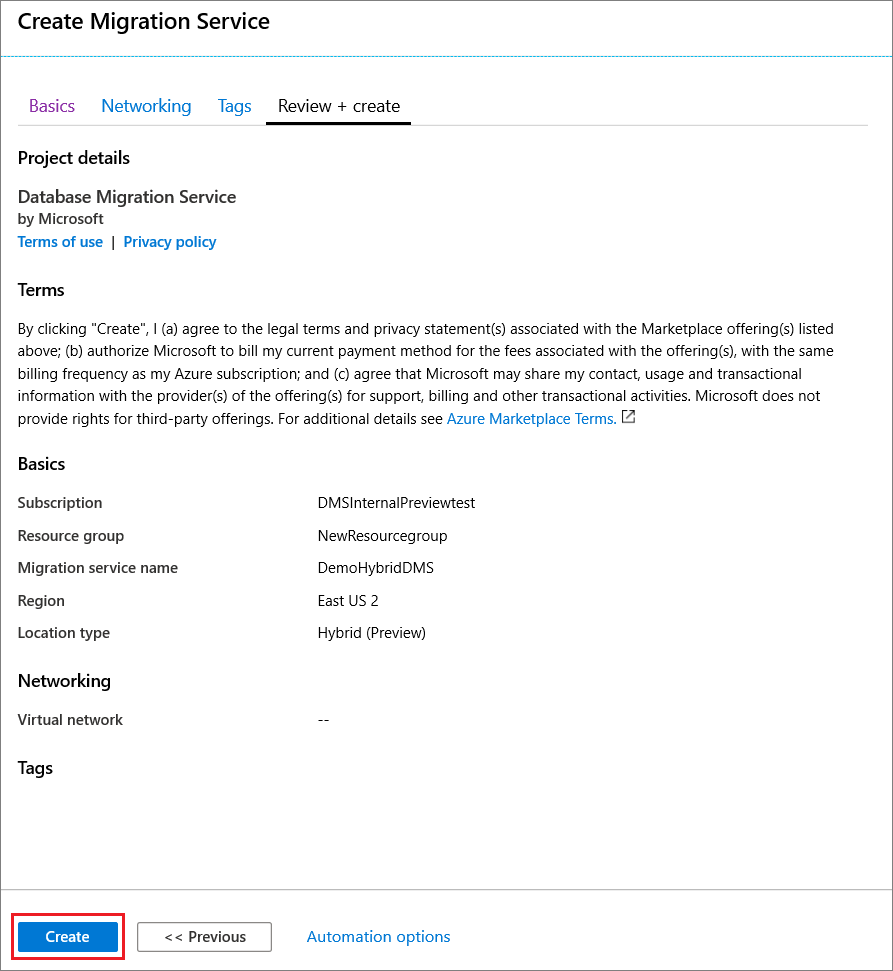 Create Migration Service
Basics Networking Tags Review + create
Project details
Database Migration Service
by Microsoft
Terms of use | Privacy policy
Terms
By clicking "Create", I (a) agree to the legal terms and privacy statement(s) associated with the Marketplace offering(s) listed
above; (b) authorize Microsoft to bill my current payment method for the fees associated with the offering(s), with the same
billing frequency as my Azure subscription; and (c) agree that Microsoft may share my contact, usage and transactional
information with the provider(s) of the offering(s) for support, billing and other transactional activities. Microsoft does not
provide rights for third-party offerings. For additional details see Azure Marketplace Terms.
Basics
Subscription DMSInternalPreviewtest
Resource group NewResourcegroup
Migration service name DemoHybridDMS
Region East US 2
Location type Hybrid (Preview)
Networking
Virtual network --
Tags
Create << Previous Automation options